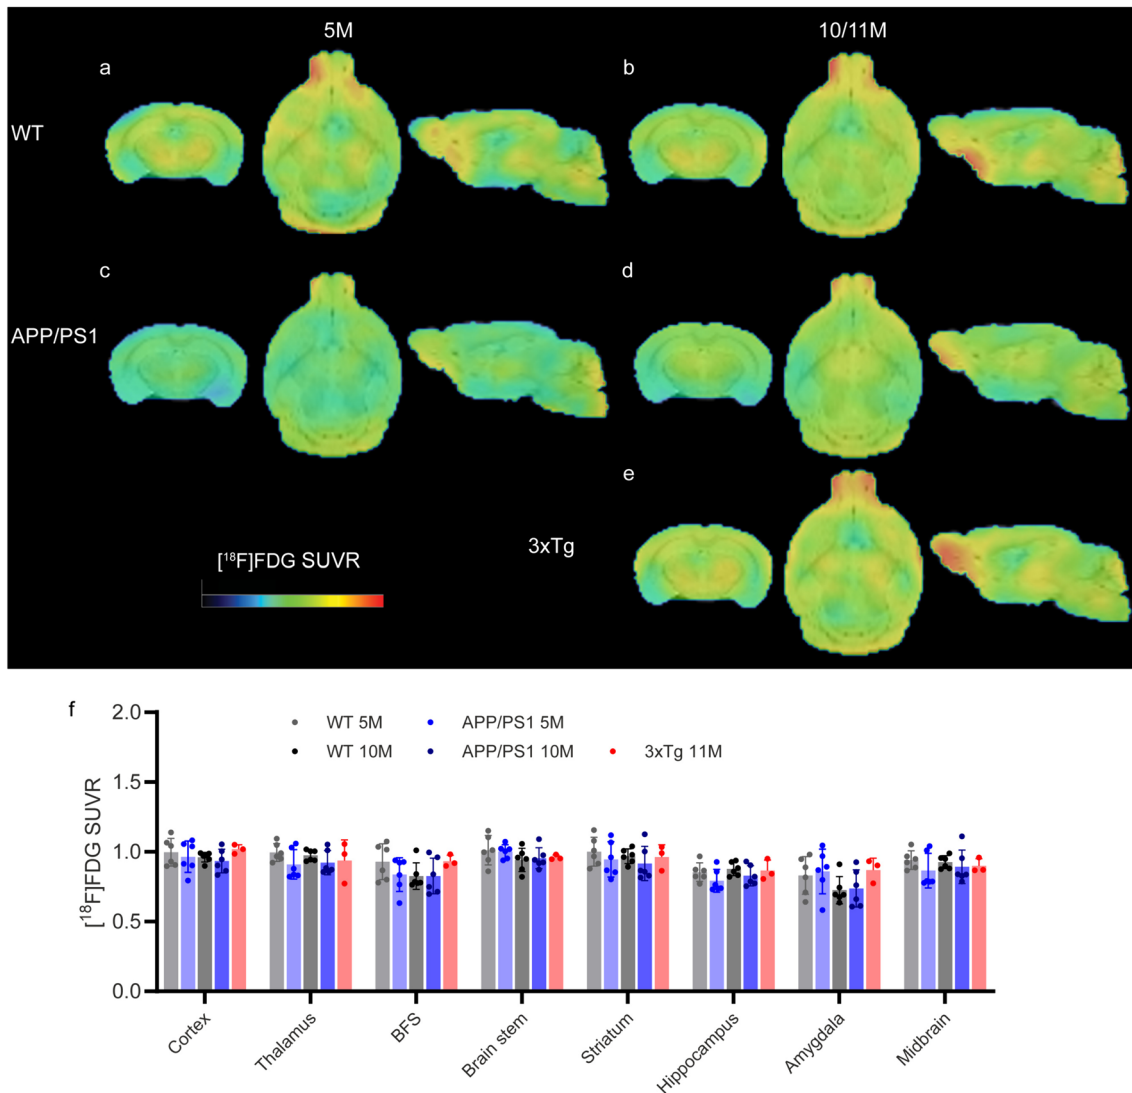 5M 10/11M
a b
WT
c d
APP/PS1
e
3xTg
[¹⁸F]FDG SUVR
f
2.0
WT 5M APP/PS1 5M
WT 10M APP/PS1 10M 3xTg 11M
1.5
[¹⁸F]FDG SUVR
1.0
0.5
0.0
Cortex
Thalamus
BFS
Brain stem
Striatum
Hippocampus
Amygdala
Midbrain